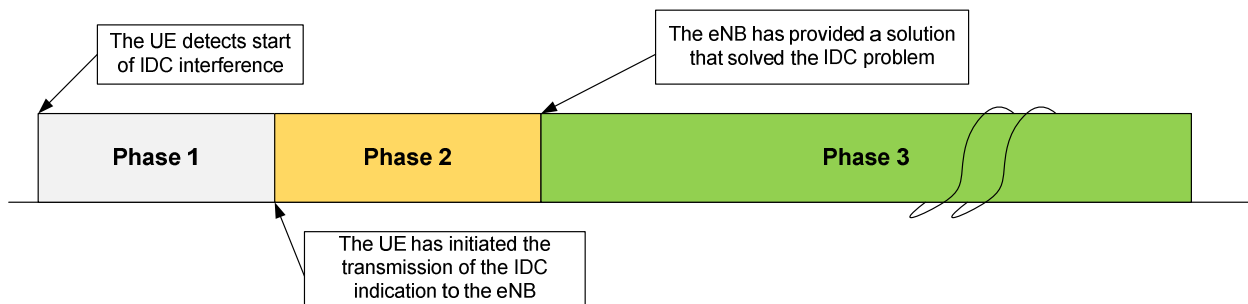 The UE detects start
of IDC interference
The eNB has provided a solution
that solved the IDC problem
Phase 1
Phase 2
Phase 3
The UE has initiated the
transmission of the IDC
indication to the eNB